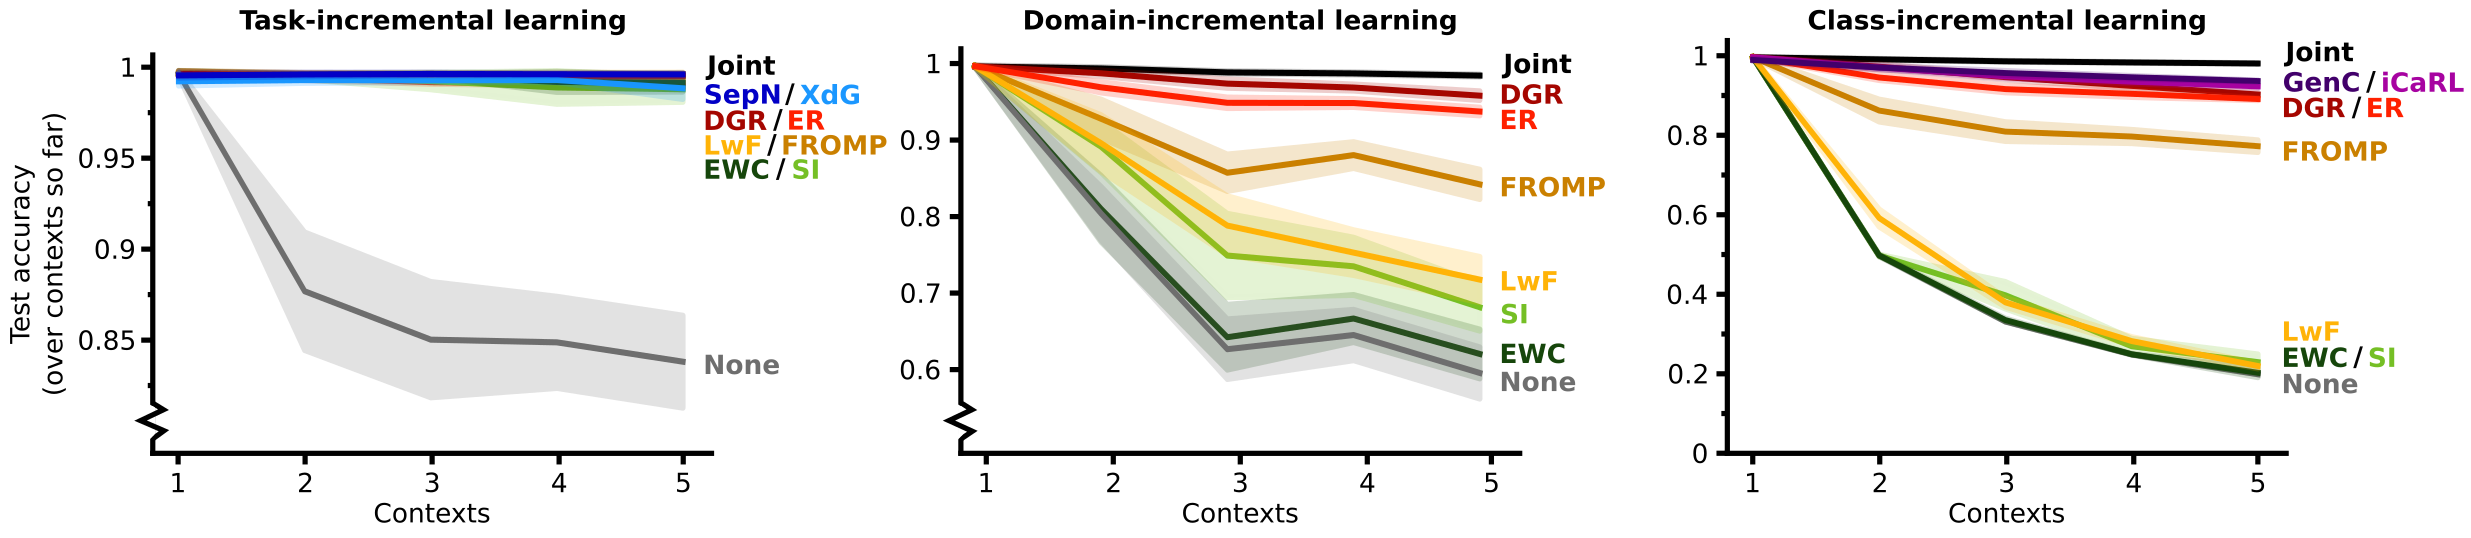 Task-incremental learning
Test accuracy
(over contexts so far)
1
0.95
0.9
0.85
1 2 3 4 5
Contexts
Joint
SepN / XdG
DGR / ER
LwF / FROMP
EWC / SI
None
Domain-incremental learning
1
0.9
0.8
0.7
0.6
1 2 3 4 5
Contexts
Joint
DGR
ER
FROMP
LwF
SI
EWC
None
Class-incremental learning
1
0.8
0.6
0.4
0.2
0
1 2 3 4 5
Contexts
Joint
GenC / iCaRL
DGR / ER
FROMP
LwF
EWC / SI
None